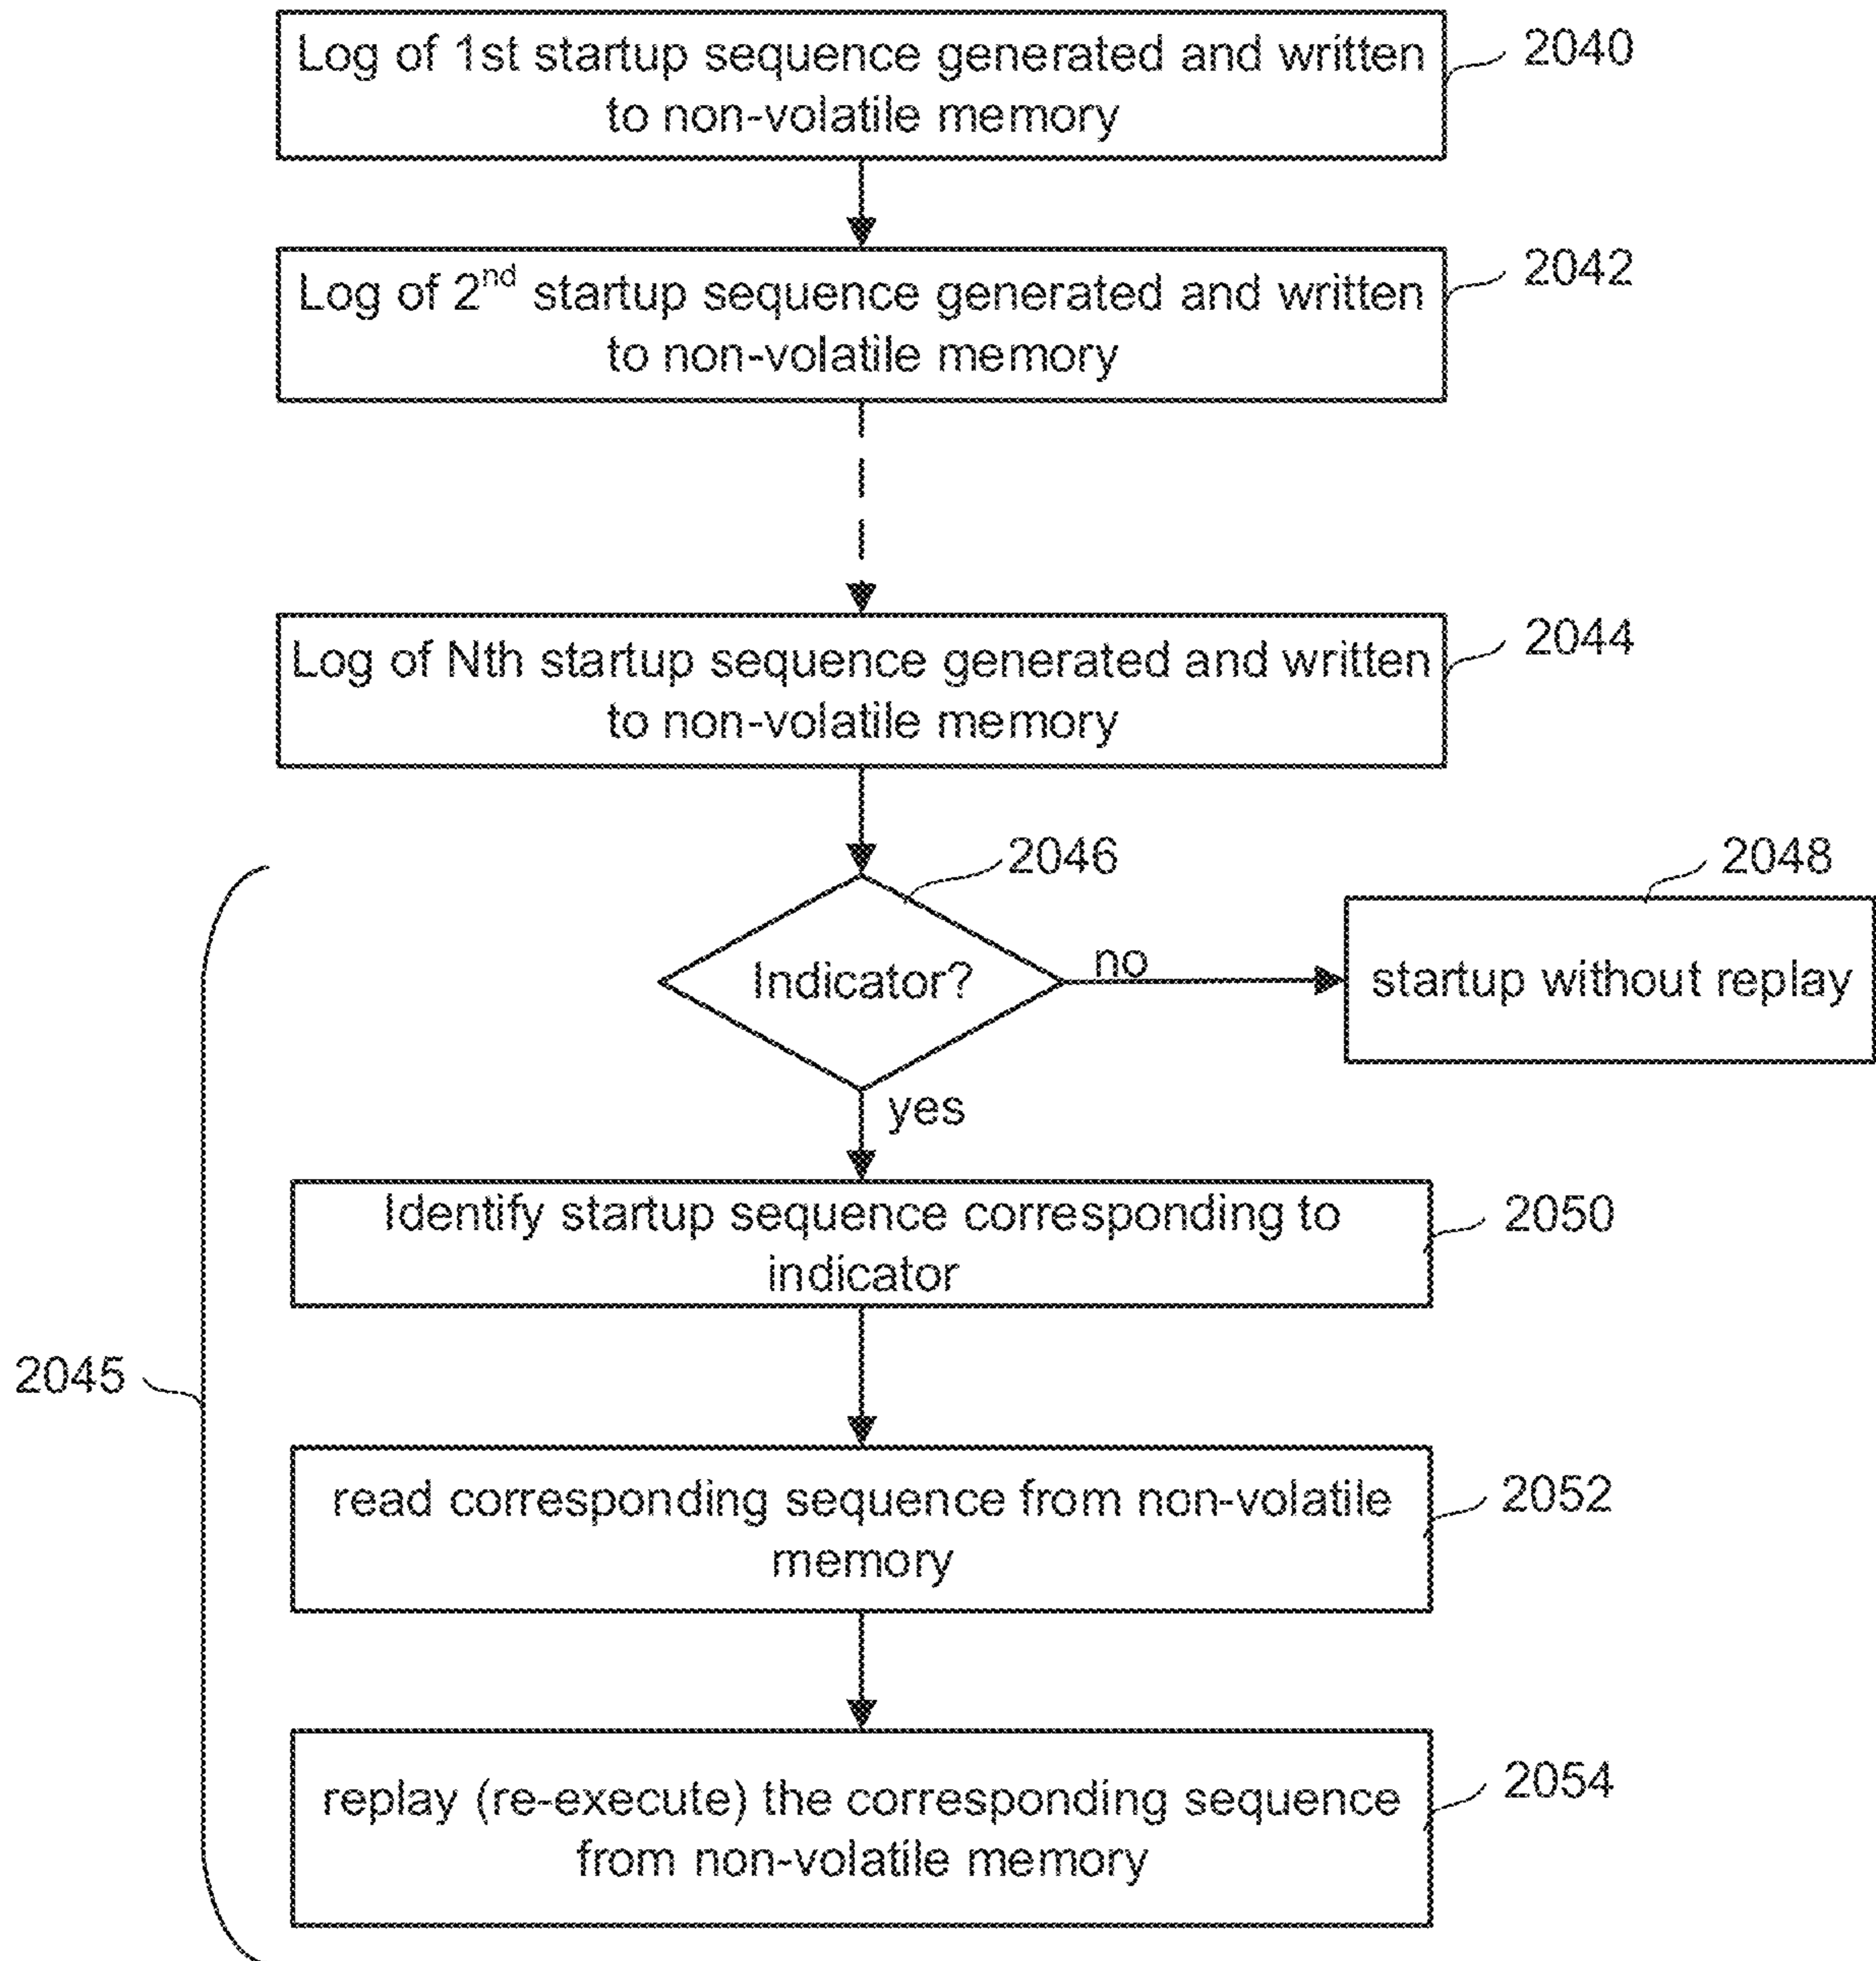 Log of 1st startup sequence generated and written
to non-volatile memory
2040
Log of 2nd startup sequence generated and written
to non-volatile memory
2042
Log of Nth startup sequence generated and written
to non-volatile memory
2044
2046
2048
Indicator?
no
startup without replay
yes
Identify startup sequence corresponding to
indicator
2050
2045
read corresponding sequence from non-volatile
memory
2052
replay (re-execute) the corresponding sequence
from non-volatile memory
2054